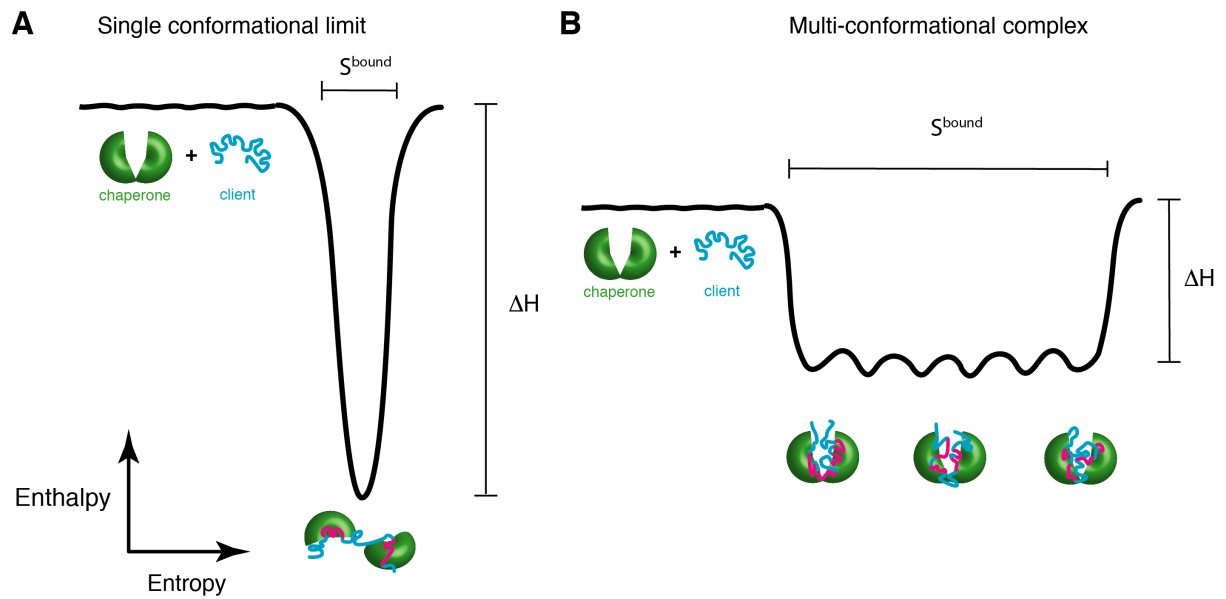 A
Single conformational limit
S^bound
+
chaperone
client
ΔH
Enthalpy
Entropy
B
Multi-conformational complex
S^bound
+
chaperone
client
ΔH